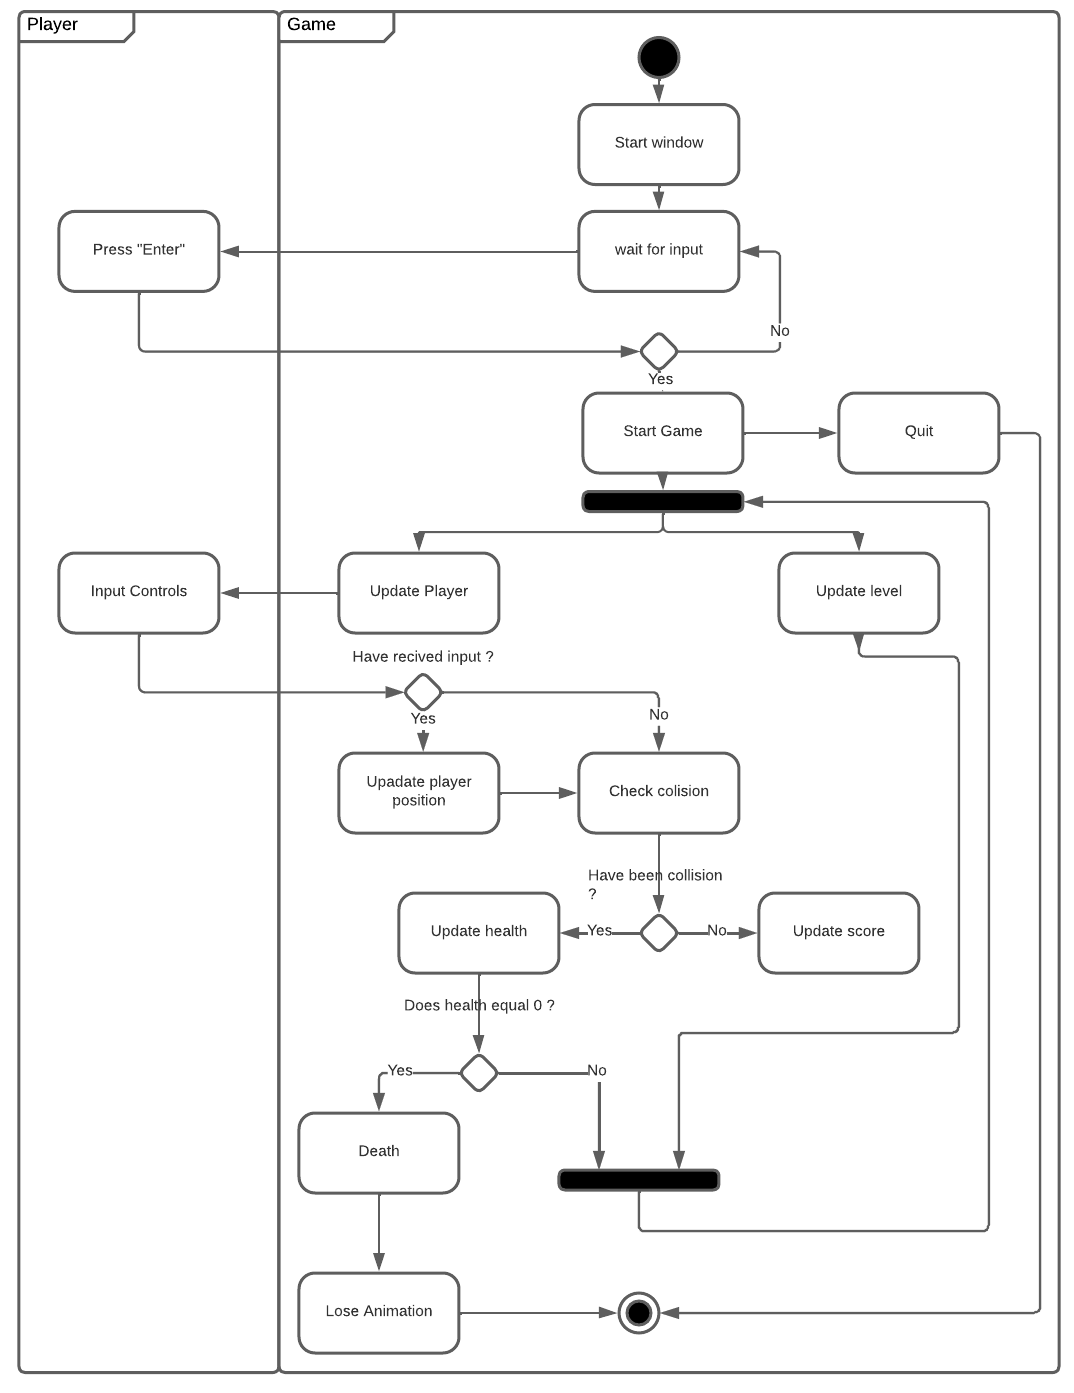 Player
Game
Start window
Press "Enter"
wait for input
No
Yes
Start Game
Quit
Input Controls
Update Player
Update level
Have recived input ?
Yes
No
Upadate player
position
Check colision
Have been collision
?
Update health
Yes
No
Update score
Does health equal 0 ?
Yes
No
Death
Lose Animation